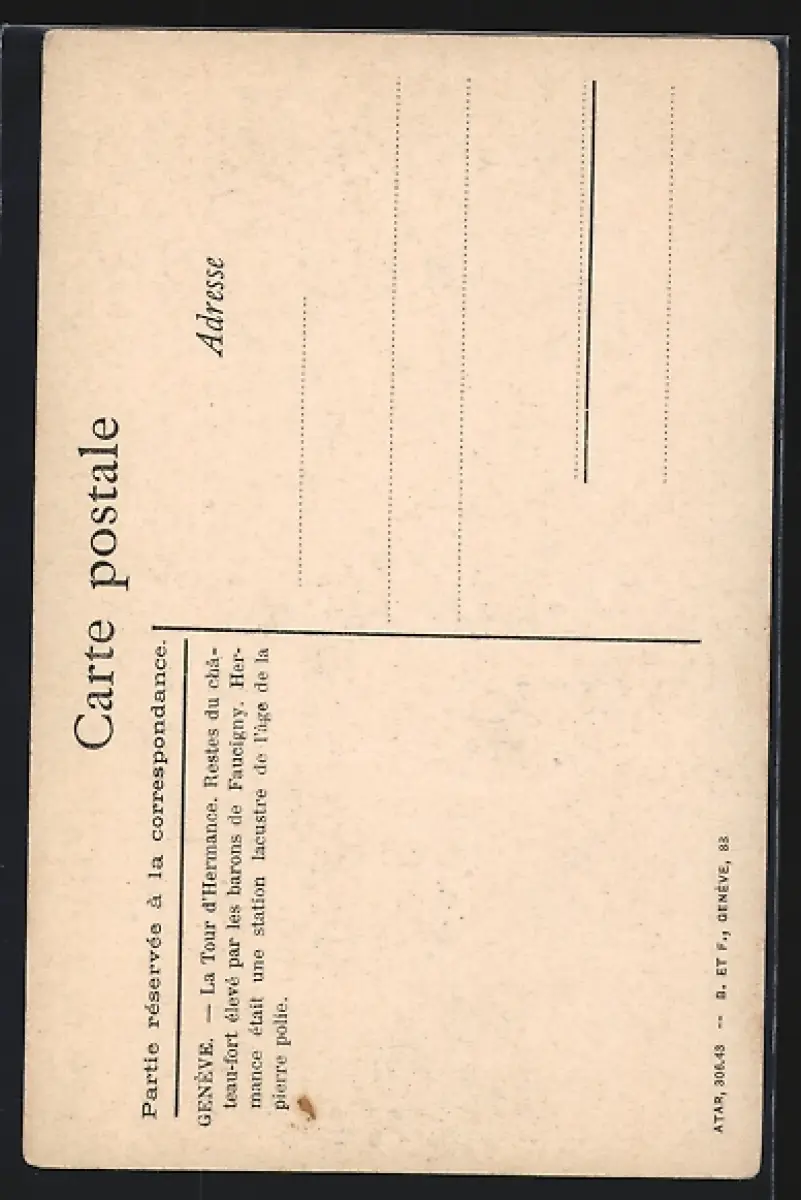 Carte postale
Partie réservée à la correspondance.
Adresse
GENÈVE. — La Tour d'Hermance. Restes du châ-
teau-fort élevé par les barons de Faucigny. Her-
mance était une station lacustre de l'âge de la
pierre polie.
ATAR, 306.43 -- B. ET F., GENÈVE, 83